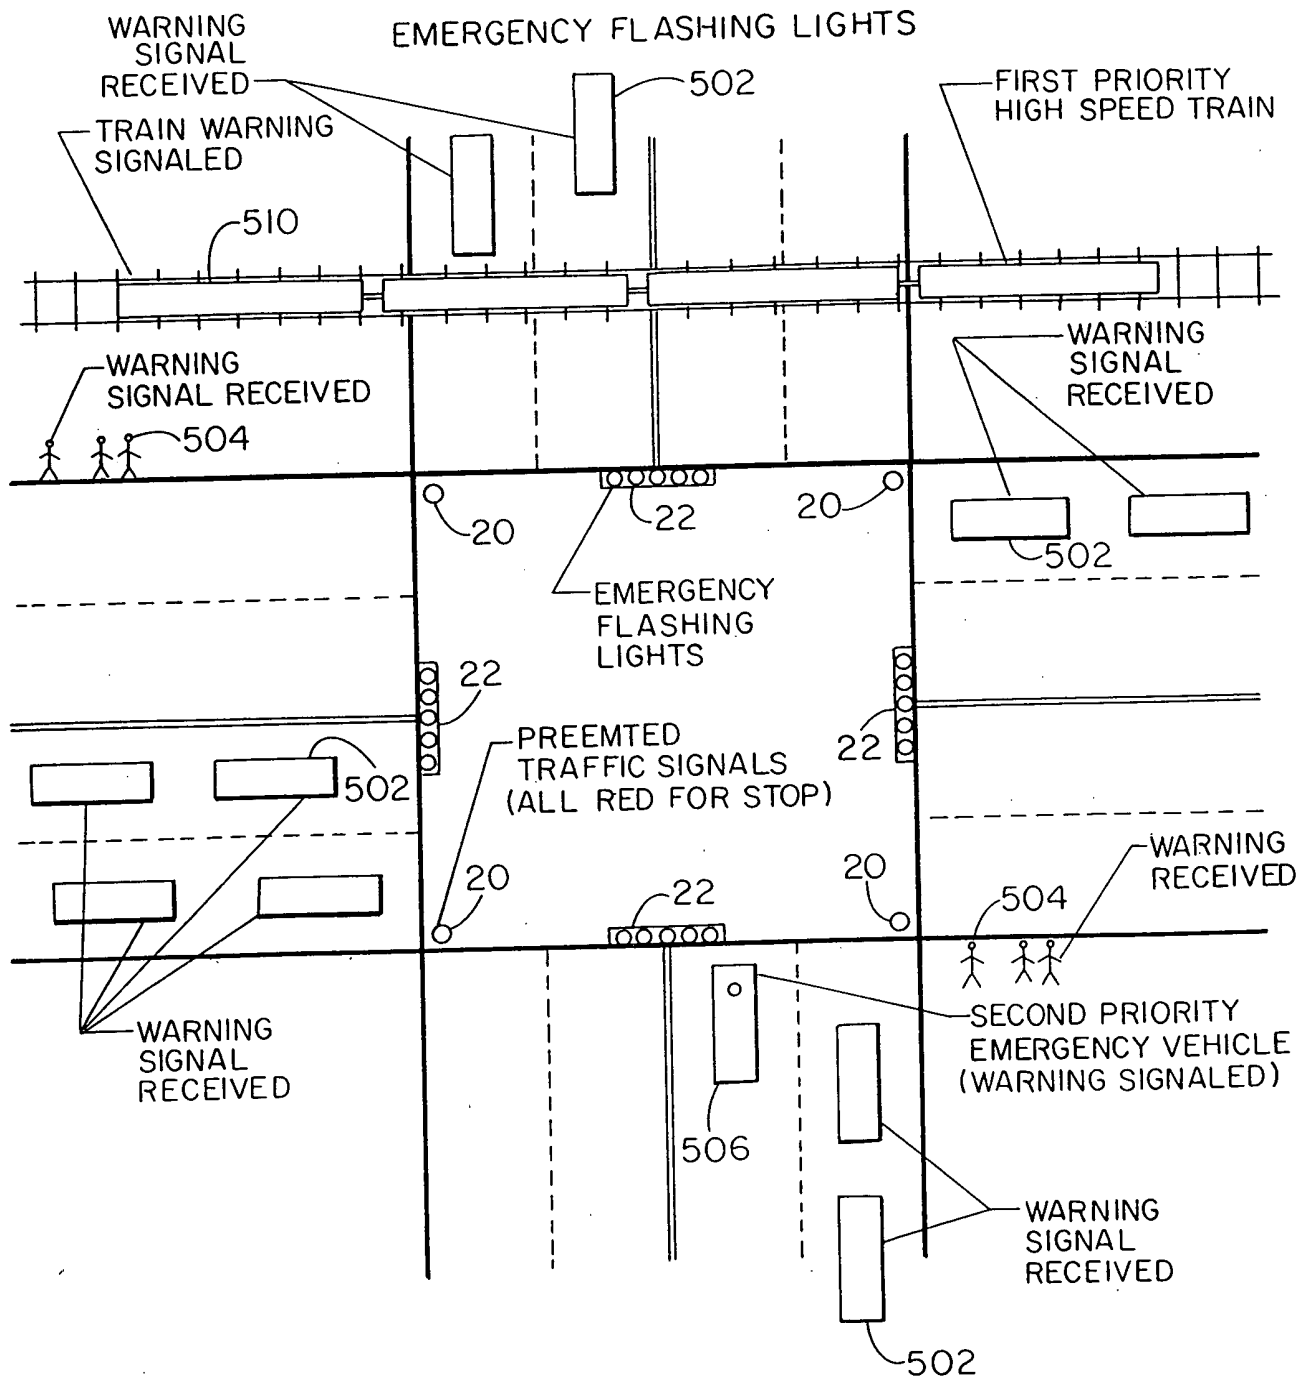 WARNING
SIGNAL
RECEIVED
EMERGENCY FLASHING LIGHTS
502
FIRST PRIORITY
HIGH SPEED TRAIN
TRAIN WARNING
SIGNALED
510
WARNING
SIGNAL RECEIVED
504
WARNING
SIGNAL
RECEIVED
20
22
20
502
EMERGENCY
FLASHING
LIGHTS
22
22
PREEMTED
TRAFFIC SIGNALS
(ALL RED FOR STOP)
502
20
22
20
WARNING
RECEIVED
504
WARNING
SIGNAL
RECEIVED
SECOND PRIORITY
EMERGENCY VEHICLE
(WARNING SIGNALED)
506
WARNING
SIGNAL
RECEIVED
502